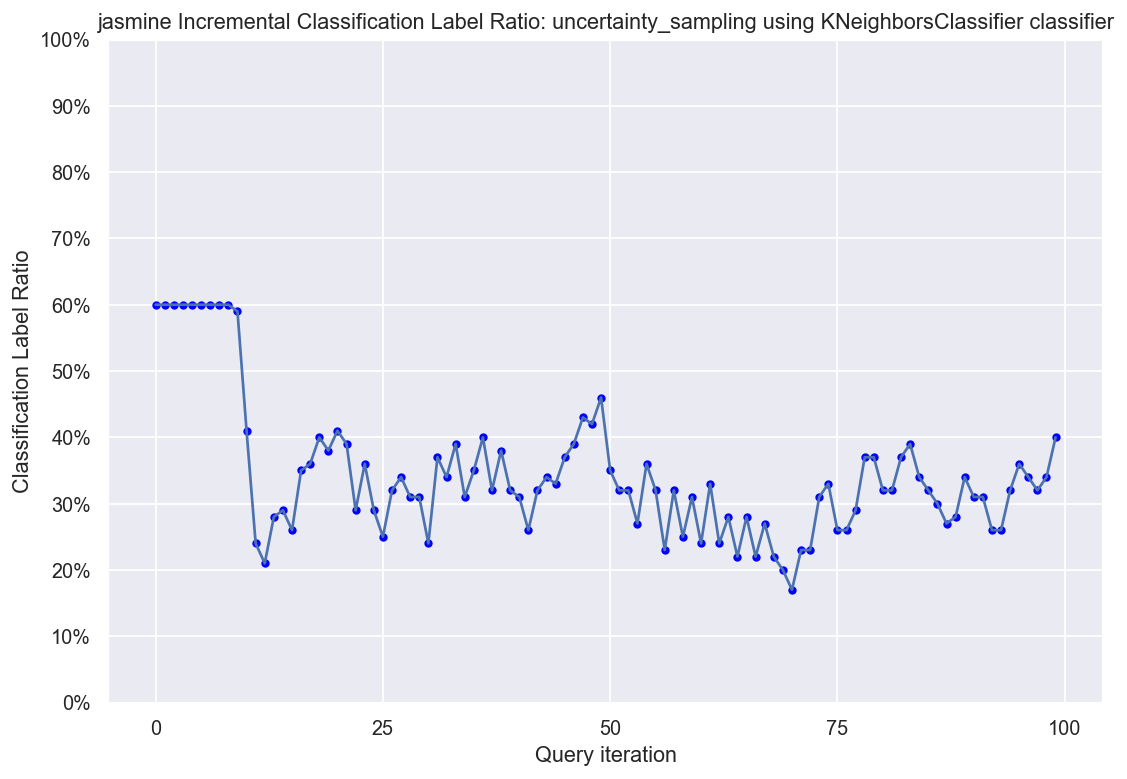 jasmine Incremental Classification Label Ratio: uncertainty_sampling using KNeighborsClassifier classifier
100%
90%
80%
70%
60%
50%
40%
30%
20%
10%
0%
Classification Label Ratio
0 25 50 75 100
Query iteration